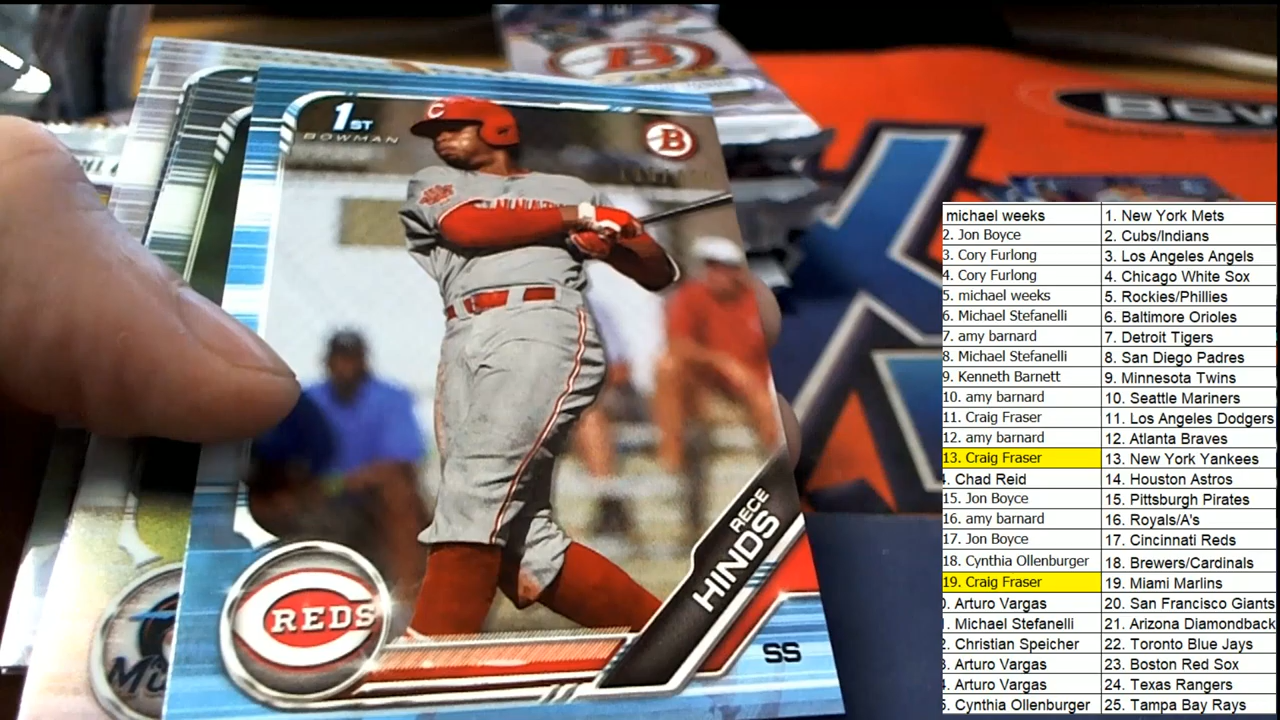 1ST
BOWMAN
B
B
C
CINCINNATI
RECE
HINDS
REDS
SS
BCW
michael weeks 1. New York Mets
2. Jon Boyce 2. Cubs/Indians
3. Cory Furlong 3. Los Angeles Angels
4. Cory Furlong 4. Chicago White Sox
5. michael weeks 5. Rockies/Phillies
6. Michael Stefanelli 6. Baltimore Orioles
7. amy barnard 7. Detroit Tigers
8. Michael Stefanelli 8. San Diego Padres
9. Kenneth Barnett 9. Minnesota Twins
10. amy barnard 10. Seattle Mariners
11. Craig Fraser 11. Los Angeles Dodgers
12. amy barnard 12. Atlanta Braves
13. Craig Fraser 13. New York Yankees
. Chad Reid 14. Houston Astros
15. Jon Boyce 15. Pittsburgh Pirates
16. amy barnard 16. Royals/A's
17. Jon Boyce 17. Cincinnati Reds
18. Cynthia Ollenburger 18. Brewers/Cardinals
19. Craig Fraser 19. Miami Marlins
. Arturo Vargas 20. San Francisco Giants
. Michael Stefanelli 21. Arizona Diamondback
. Christian Speicher 22. Toronto Blue Jays
. Arturo Vargas 23. Boston Red Sox
. Arturo Vargas 24. Texas Rangers
. Cynthia Ollenburger 25. Tampa Bay Rays